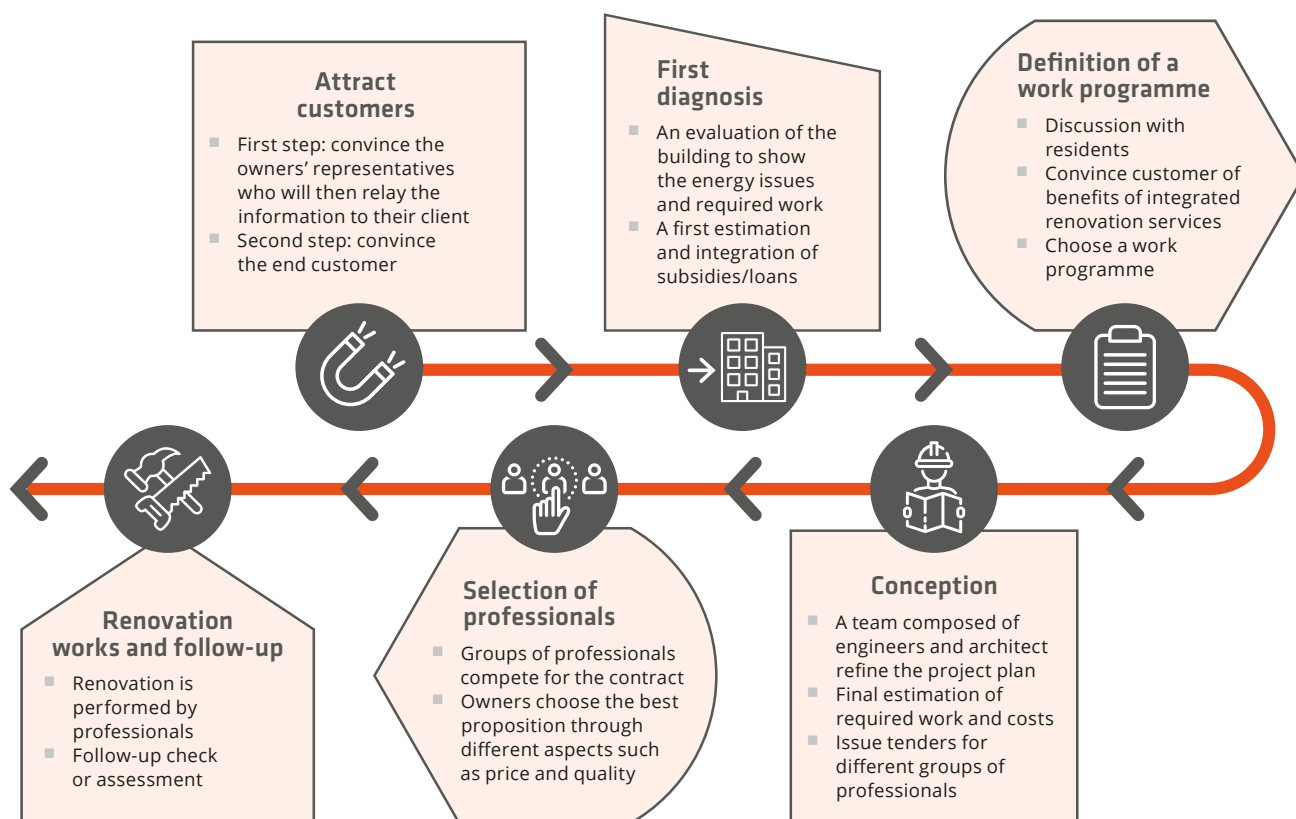 Attract
customers
First step: convince the
owners’ representatives
who will then relay the
information to their client
Second step: convince
the end customer
First
diagnosis
An evaluation of the
building to show
the energy issues
and required work
A first estimation
and integration of
subsidies/loans
Definition of a
work programme
Discussion with
residents
Convince customer of
benefits of integrated
renovation services
Choose a work
programme
Conception
A team composed of
engineers and architect
refine the project plan
Final estimation of
required work and costs
Issue tenders for
different groups of
professionals
Selection of
professionals
Groups of professionals
compete for the contract
Owners choose the best
proposition through
different aspects such
as price and quality
Renovation
works and follow-up
Renovation is
performed by
professionals
Follow-up check
or assessment